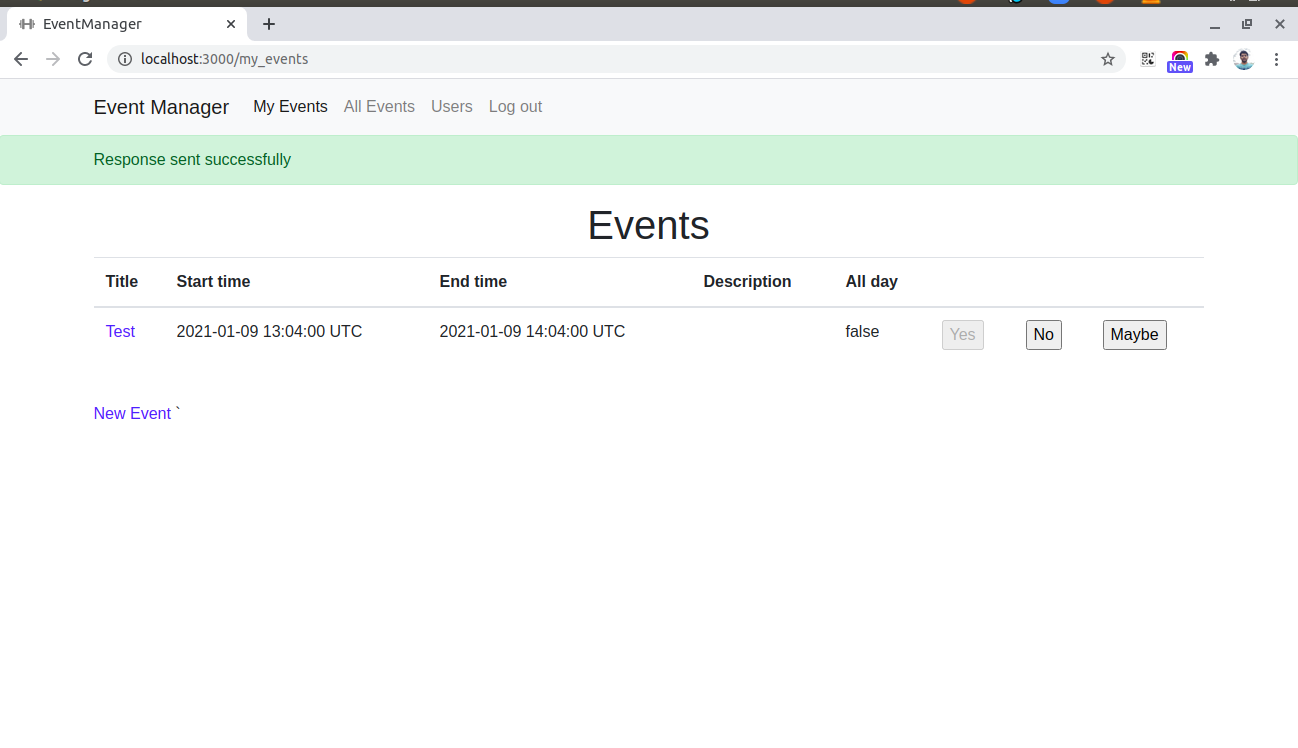 EventManager
localhost:3000/my_events
New
Event Manager My Events All Events Users Log out
Response sent successfully
Events
Title Start time End time Description All day
Test 2021-01-09 13:04:00 UTC 2021-01-09 14:04:00 UTC false Yes No Maybe
New Event `